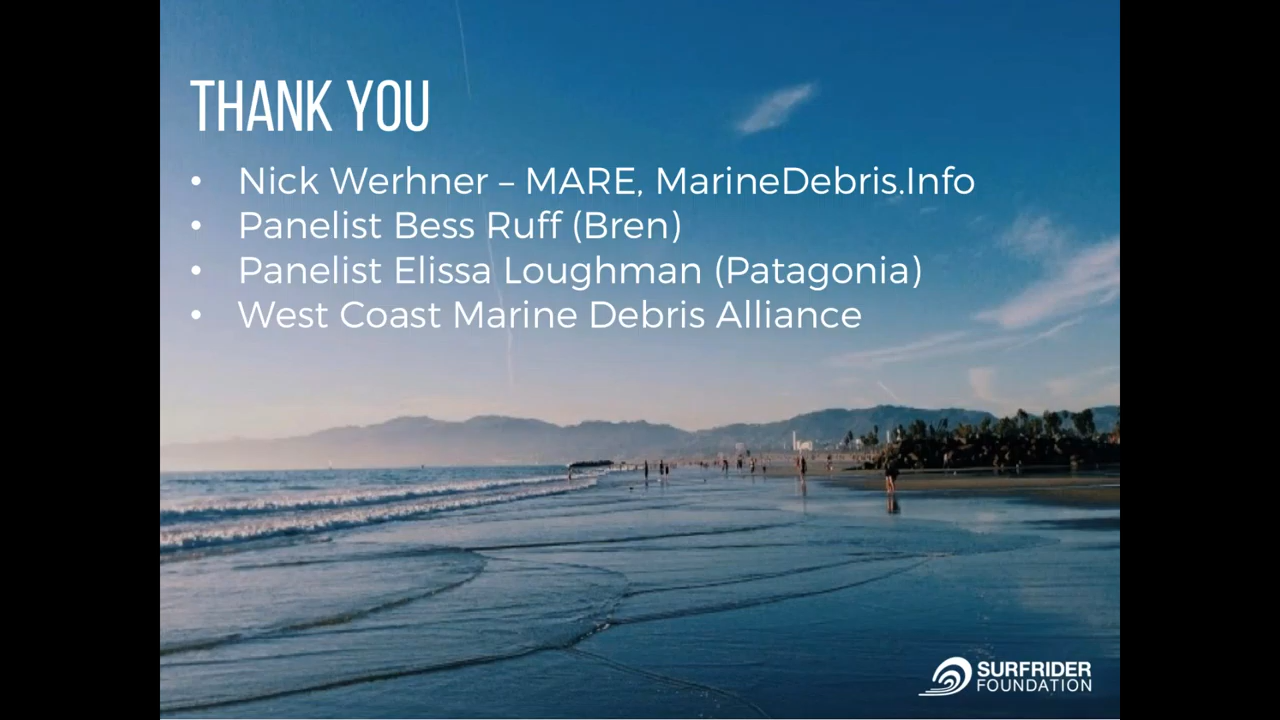 THANK YOU
• Nick Werhner – MARE, MarineDebris.Info
• Panelist Bess Ruff (Bren)
• Panelist Elissa Loughman (Patagonia)
• West Coast Marine Debris Alliance
SURFRIDER
FOUNDATION